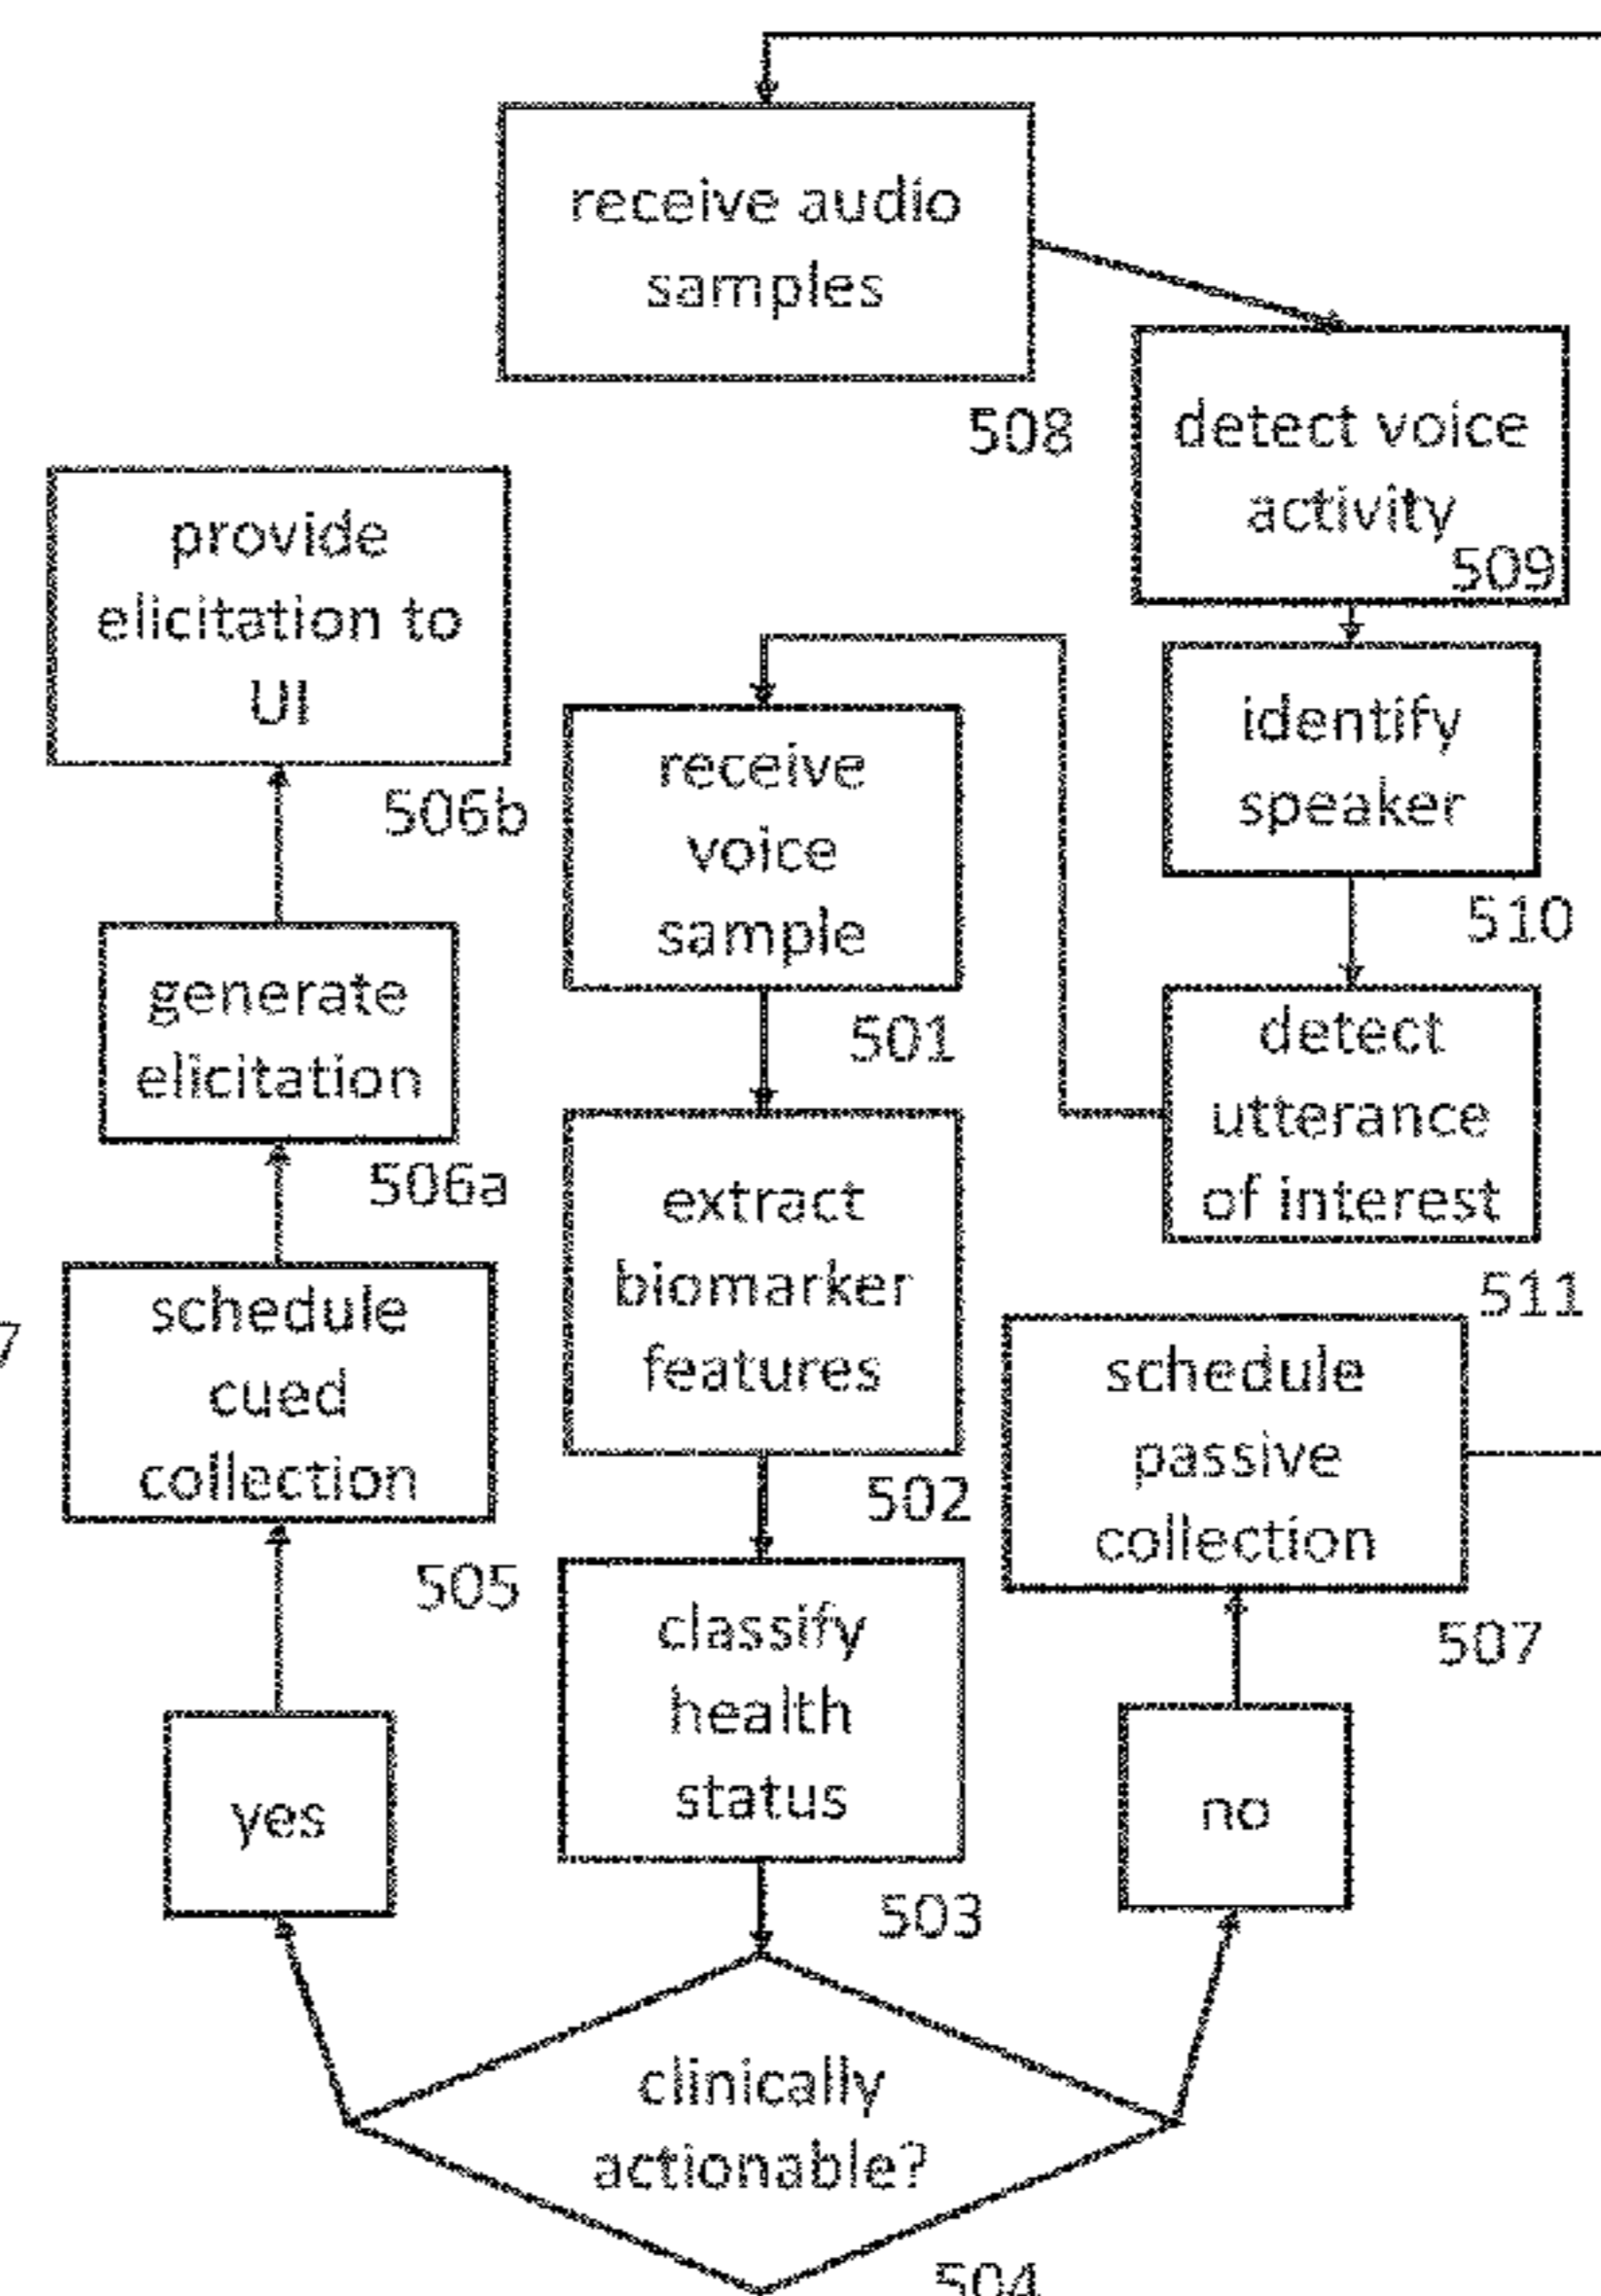 receive audio
samples
508
detect voice
activity
509
provide
elicitation to
UI
506b
receive
voice
sample
501
identify
speaker
510
generate
elicitation
506a
detect
utterance
of interest
511
extract
biomarker
features
502
schedule
cued
collection
505
7
schedule
passive
collection
507
classify
health
status
503
yes
no
clinically
actionable?
504